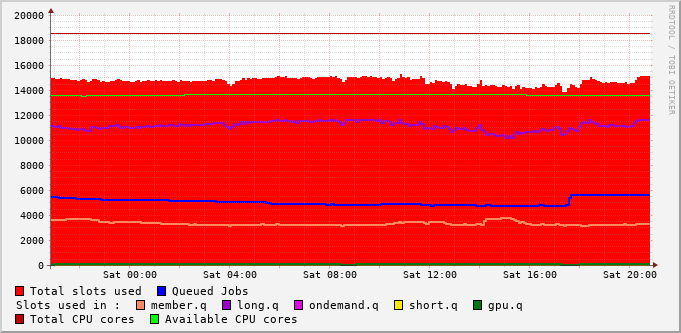 20000
18000
16000
14000
12000
10000
8000
6000
4000
2000
0
Sat 00:00 Sat 04:00 Sat 08:00 Sat 12:00 Sat 16:00 Sat 20:00
Total slots used Queued Jobs
Slots used in : member.q long.q ondemand.q short.q gpu.q
Total CPU cores Available CPU cores
RRDTOOL / TOBI OETIKER